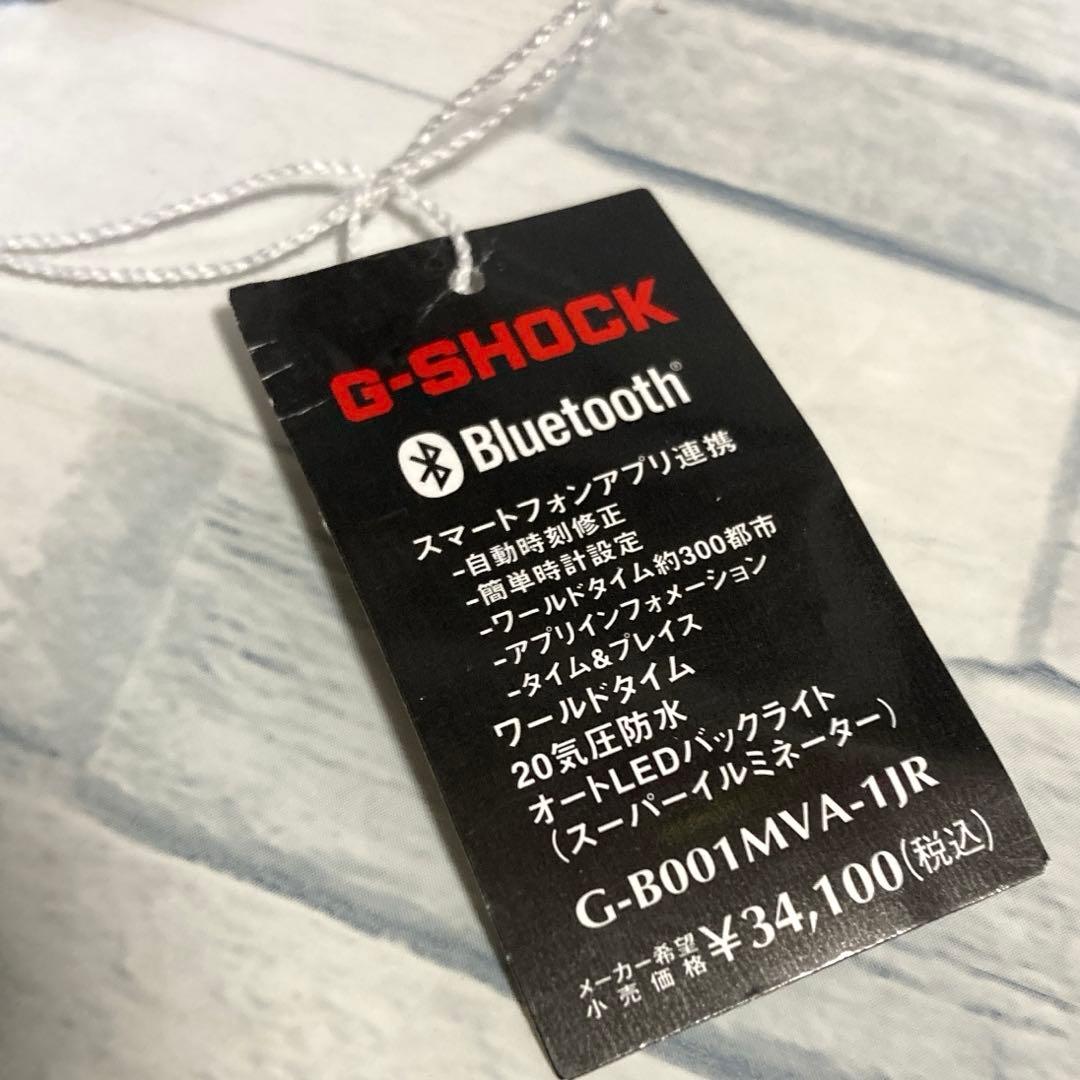 G-SHOCK
Bluetooth®
スマートフォンアプリ連携
-自動時刻修正
-簡単時計設定
-ワールドタイム約300都市
-アプリインフォメーション
-タイム&プレイス
ワールドタイム
20気圧防水
オートLEDバックライト
(スーパーイルミネーター)
G-B001MVA-1JR
メーカー希望
小売価格 ¥34,100(税込)